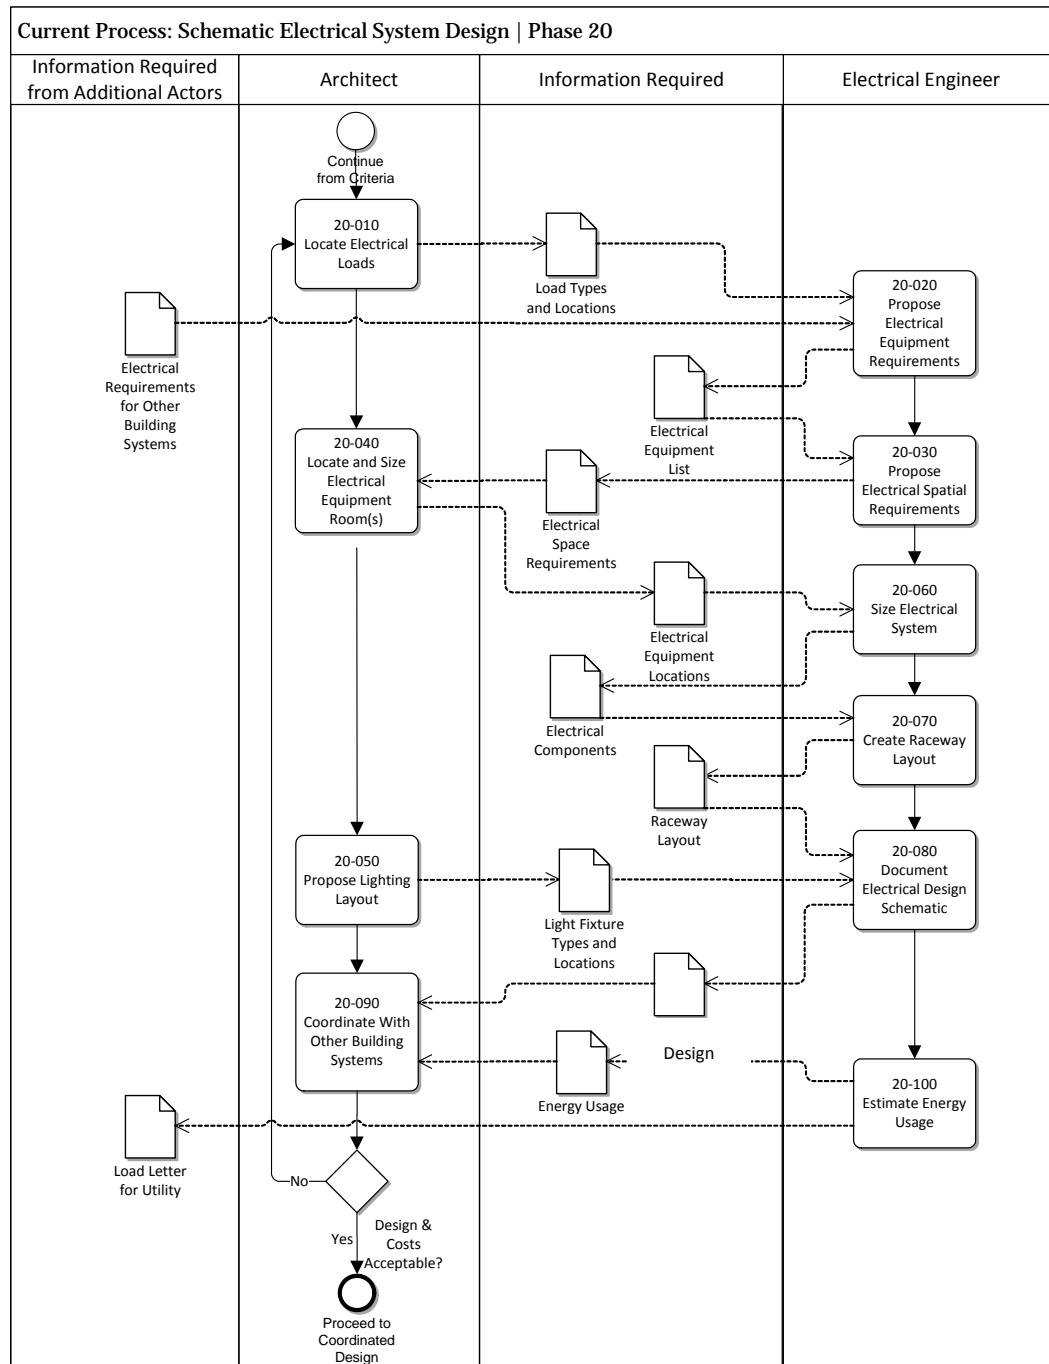 Current Process: Schematic Electrical System Design | Phase 20
Information Required
from Additional Actors
Architect
Information Required
Electrical Engineer
Continue
from Criteria
20-010
Locate Electrical
Loads
Load Types
and Locations
20-020
Propose
Electrical
Equipment
Requirements
Electrical
Requirements
for Other
Building
Systems
Electrical
Equipment
List
20-040
Locate and Size
Electrical
Equipment
Room(s)
20-030
Propose
Electrical Spatial
Requirements
Electrical
Space
Requirements
20-060
Size Electrical
System
Electrical
Equipment
Locations
Electrical
Components
20-070
Create Raceway
Layout
Raceway
Layout
20-050
Propose Lighting
Layout
20-080
Document
Electrical Design
Schematic
Light Fixture
Types and
Locations
20-090
Coordinate With
Other Building
Systems
Design
Energy Usage
20-100
Estimate Energy
Usage
Load Letter
for Utility
No
Yes
Design &
Costs
Acceptable?
Proceed to
Coordinated
Design